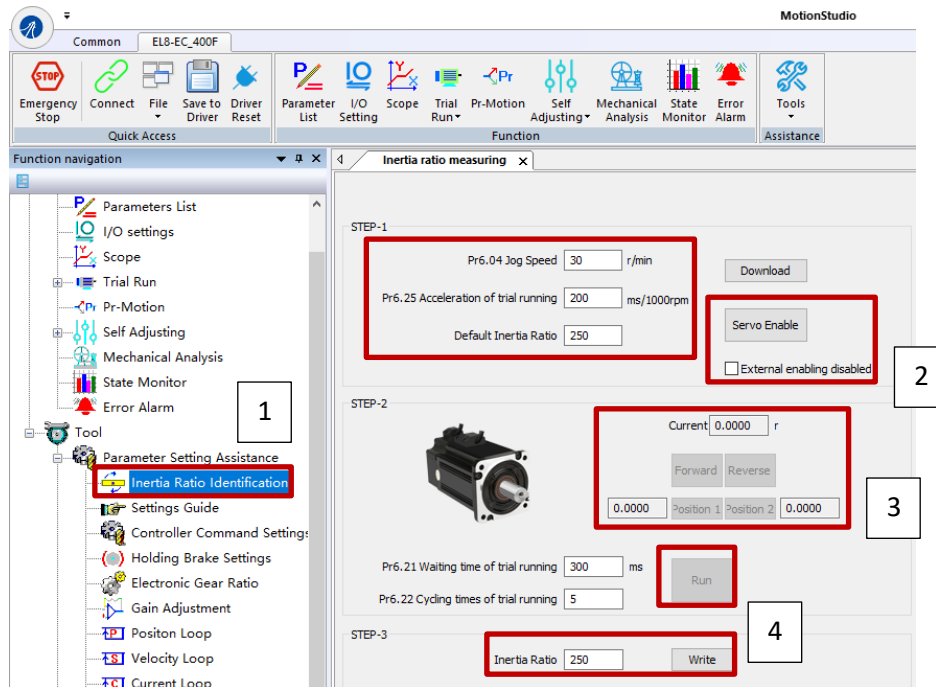 MotionStudio
Common EL8-EC_400F
STOP
Emergency Stop
Connect
File
Save to Driver
Driver Reset
Parameter List
I/O Setting
Scope
Trial Run
Pr-Motion
Self Adjusting
Mechanical Analysis
State Monitor
Error Alarm
Tools
Quick Access
Function
Assistance
Function navigation
Parameters List
I/O settings
Scope
Trial Run
Pr-Motion
Self Adjusting
Mechanical Analysis
State Monitor
Error Alarm
1
Tool
Parameter Setting Assistance
Inertia Ratio Identification
Settings Guide
Controller Command Settings
Holding Brake Settings
Electronic Gear Ratio
Gain Adjustment
Positon Loop
Velocity Loop
Current Loop
Inertia ratio measuring x
STEP-1
Pr6.04 Jog Speed 30 r/min
Pr6.25 Acceleration of trial running 200 ms/1000rpm
Default Inertia Ratio 250
Download
Servo Enable
External enabling disabled
2
STEP-2
Current 0.0000 r
Forward Reverse
0.0000 Position 1 Position 2 0.0000
3
Pr6.21 Waiting time of trial running 300 ms
Pr6.22 Cycling times of trial running 5
Run
4
STEP-3
Inertia Ratio 250 Write